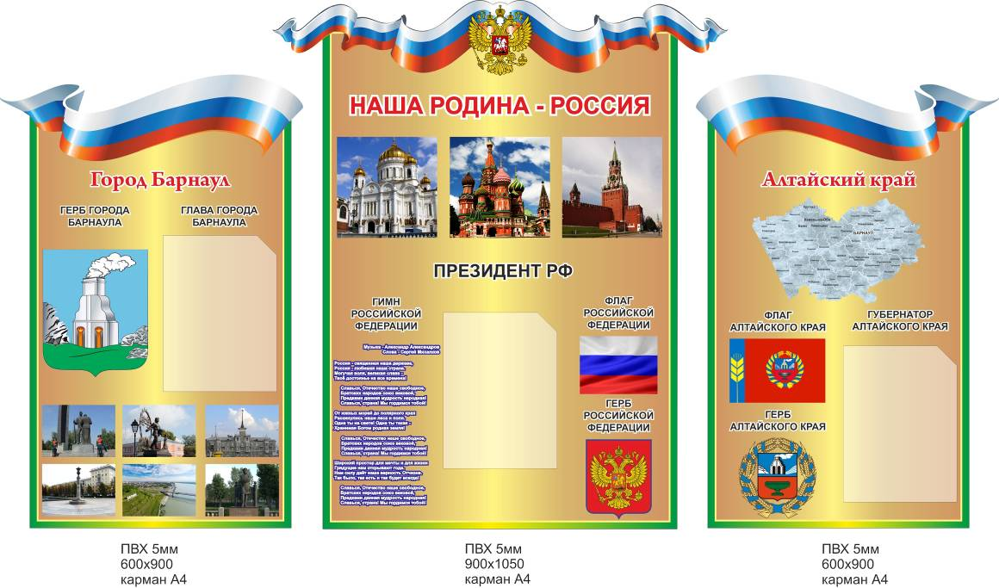 Город Барнаул
ГЕРБ ГОРОДА
БАРНАУЛА
ГЛАВА ГОРОДА
БАРНАУЛА
ПВХ 5мм
600х900
карман А4
НАША РОДИНА - РОССИЯ
ПРЕЗИДЕНТ РФ
ГИМН
РОССИЙСКОЙ
ФЕДЕРАЦИИ
Музыка - Александр Александров
Слова - Сергей Михалков
Россия - священная наша держава,
Россия - любимая наша страна.
Могучая воля, великая слава -
Твоё достоянье на все времена!
Славься, Отечество наше свободное,
Братских народов союз вековой,
Предками данная мудрость народная!
Славься, страна! Мы гордимся тобой!
От южных морей до полярного края
Раскинулись наши леса и поля.
Одна ты на свете! Одна ты такая -
Хранимая Богом родная земля!
Славься, Отечество наше свободное,
Братских народов союз вековой,
Предками данная мудрость народная!
Славься, страна! Мы гордимся тобой!
Широкий простор для мечты и для жизни
Грядущие нам открывают года.
Нам силу даёт наша верность Отчизне.
Так было, так есть и так будет всегда!
Славься, Отечество наше свободное,
Братских народов союз вековой,
Предками данная мудрость народная!
Славься, страна! Мы гордимся тобой!
ФЛАГ
РОССИЙСКОЙ
ФЕДЕРАЦИИ
ГЕРБ
РОССИЙСКОЙ
ФЕДЕРАЦИИ
ПВХ 5мм
900х1050
карман А4
Алтайский край
БАРНАУЛ
ФЛАГ
АЛТАЙСКОГО КРАЯ
ГУБЕРНАТОР
АЛТАЙСКОГО КРАЯ
ГЕРБ
АЛТАЙСКОГО КРАЯ
ПВХ 5мм
600х900
карман А4